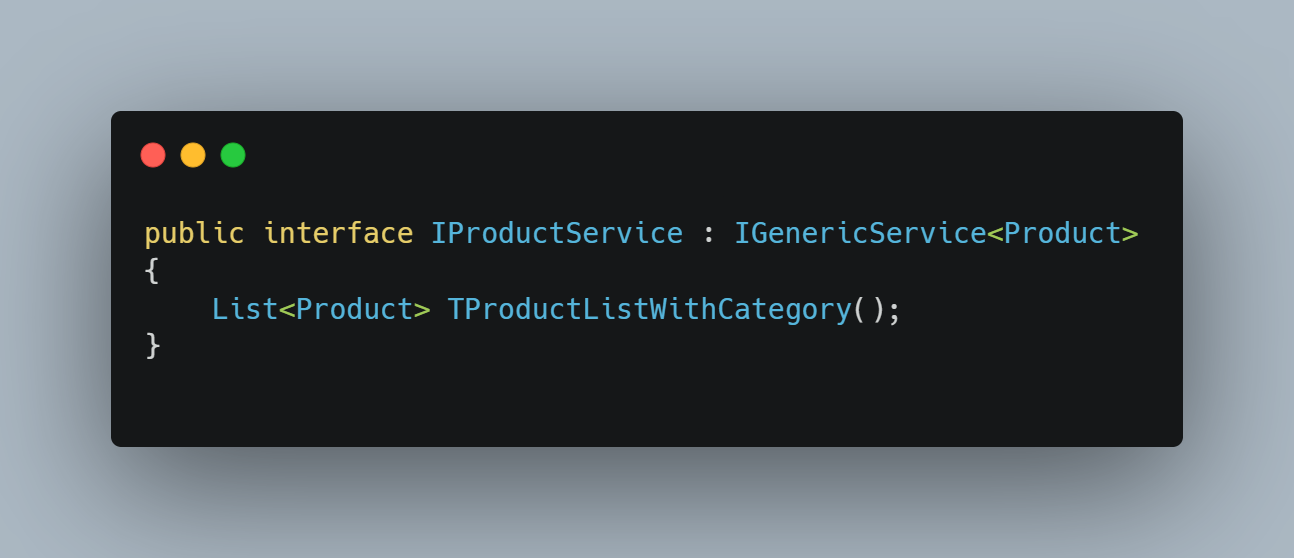 public interface IProductService : IGenericService<Product>
{
    List<Product> TProductListWithCategory();
}